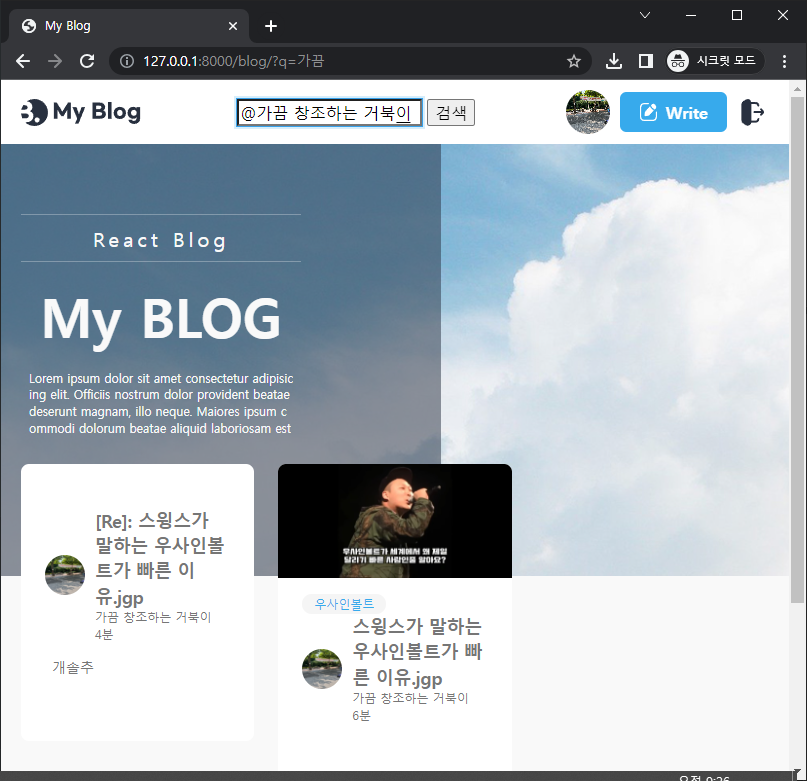 My Blog
127.0.0.1:8000/blog/?q=가끔
시크릿 모드
My Blog
@가끔 창조하는 거북이
검색
Write
React Blog
My BLOG
Lorem ipsum dolor sit amet consectetur adipisic
ing elit. Officiis nostrum dolor provident beatae
deserunt magnam, illo neque. Maiores ipsum c
ommodi dolorum beatae aliquid laboriosam est
[Re]: 스윙스가
말하는 우사인볼
트가 빠른 이
유.jgp
가끔 창조하는 거북이
4분
개솔추
우사인볼트가 세계에서 왜 제일
달리기 빠른 사람인줄 알아요?
우사인볼트
스윙스가 말하는
우사인볼트가 빠
른 이유.jgp
가끔 창조하는 거북이
6분